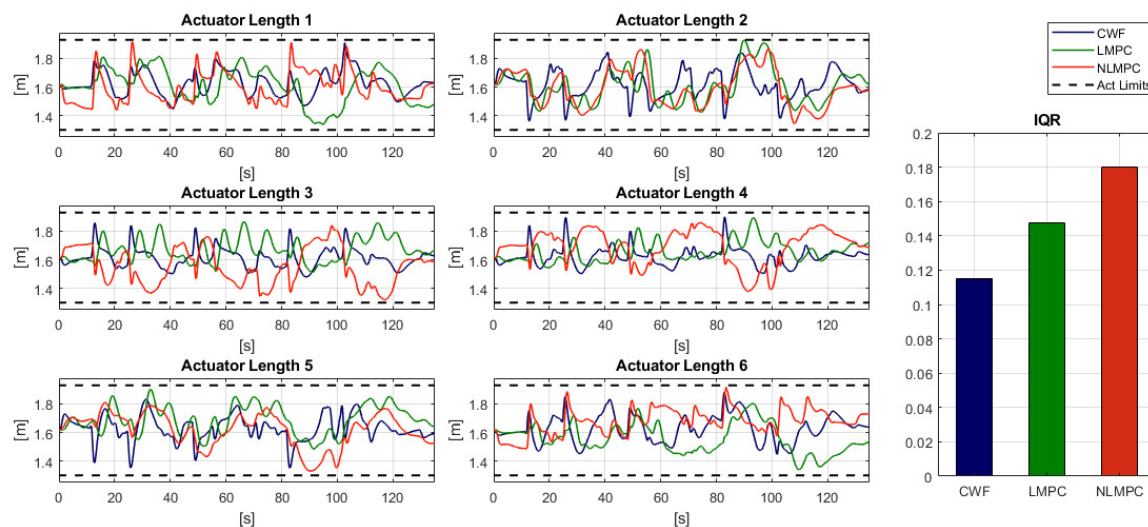 Actuator Length 1
[m]
1.8
1.6
1.4
0 20 40 60 80 100 120
[s]
Actuator Length 2
[m]
1.8
1.6
1.4
0 20 40 60 80 100 120
[s]
Actuator Length 3
[m]
1.8
1.6
1.4
0 20 40 60 80 100 120
[s]
Actuator Length 4
[m]
1.8
1.6
1.4
0 20 40 60 80 100 120
[s]
Actuator Length 5
[m]
1.8
1.6
1.4
0 20 40 60 80 100 120
[s]
Actuator Length 6
[m]
1.8
1.6
1.4
0 20 40 60 80 100 120
[s]
CWF
LMPC
NLMPC
Act Limits
IQR
0.2
0.18
0.16
0.14
0.12
0.1
0.08
0.06
0.04
0.02
0
CWF LMPC NLMPC